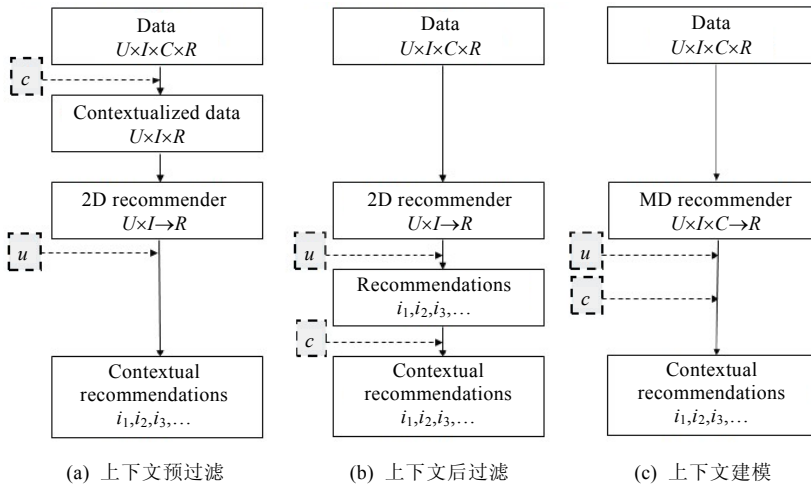 Data
U×I×C×R
c
Contextualized data
U×I×R
2D recommender
U×I→R
u
Contextual
recommendations
i₁,i₂,i₃,…
(a) 上下文预过滤
Data
U×I×C×R
2D recommender
U×I→R
u
Recommendations
i₁,i₂,i₃,…
c
Contextual
recommendations
i₁,i₂,i₃,…
(b) 上下文后过滤
Data
U×I×C×R
MD recommender
U×I×C→R
u
c
Contextual
recommendations
i₁,i₂,i₃,…
(c) 上下文建模